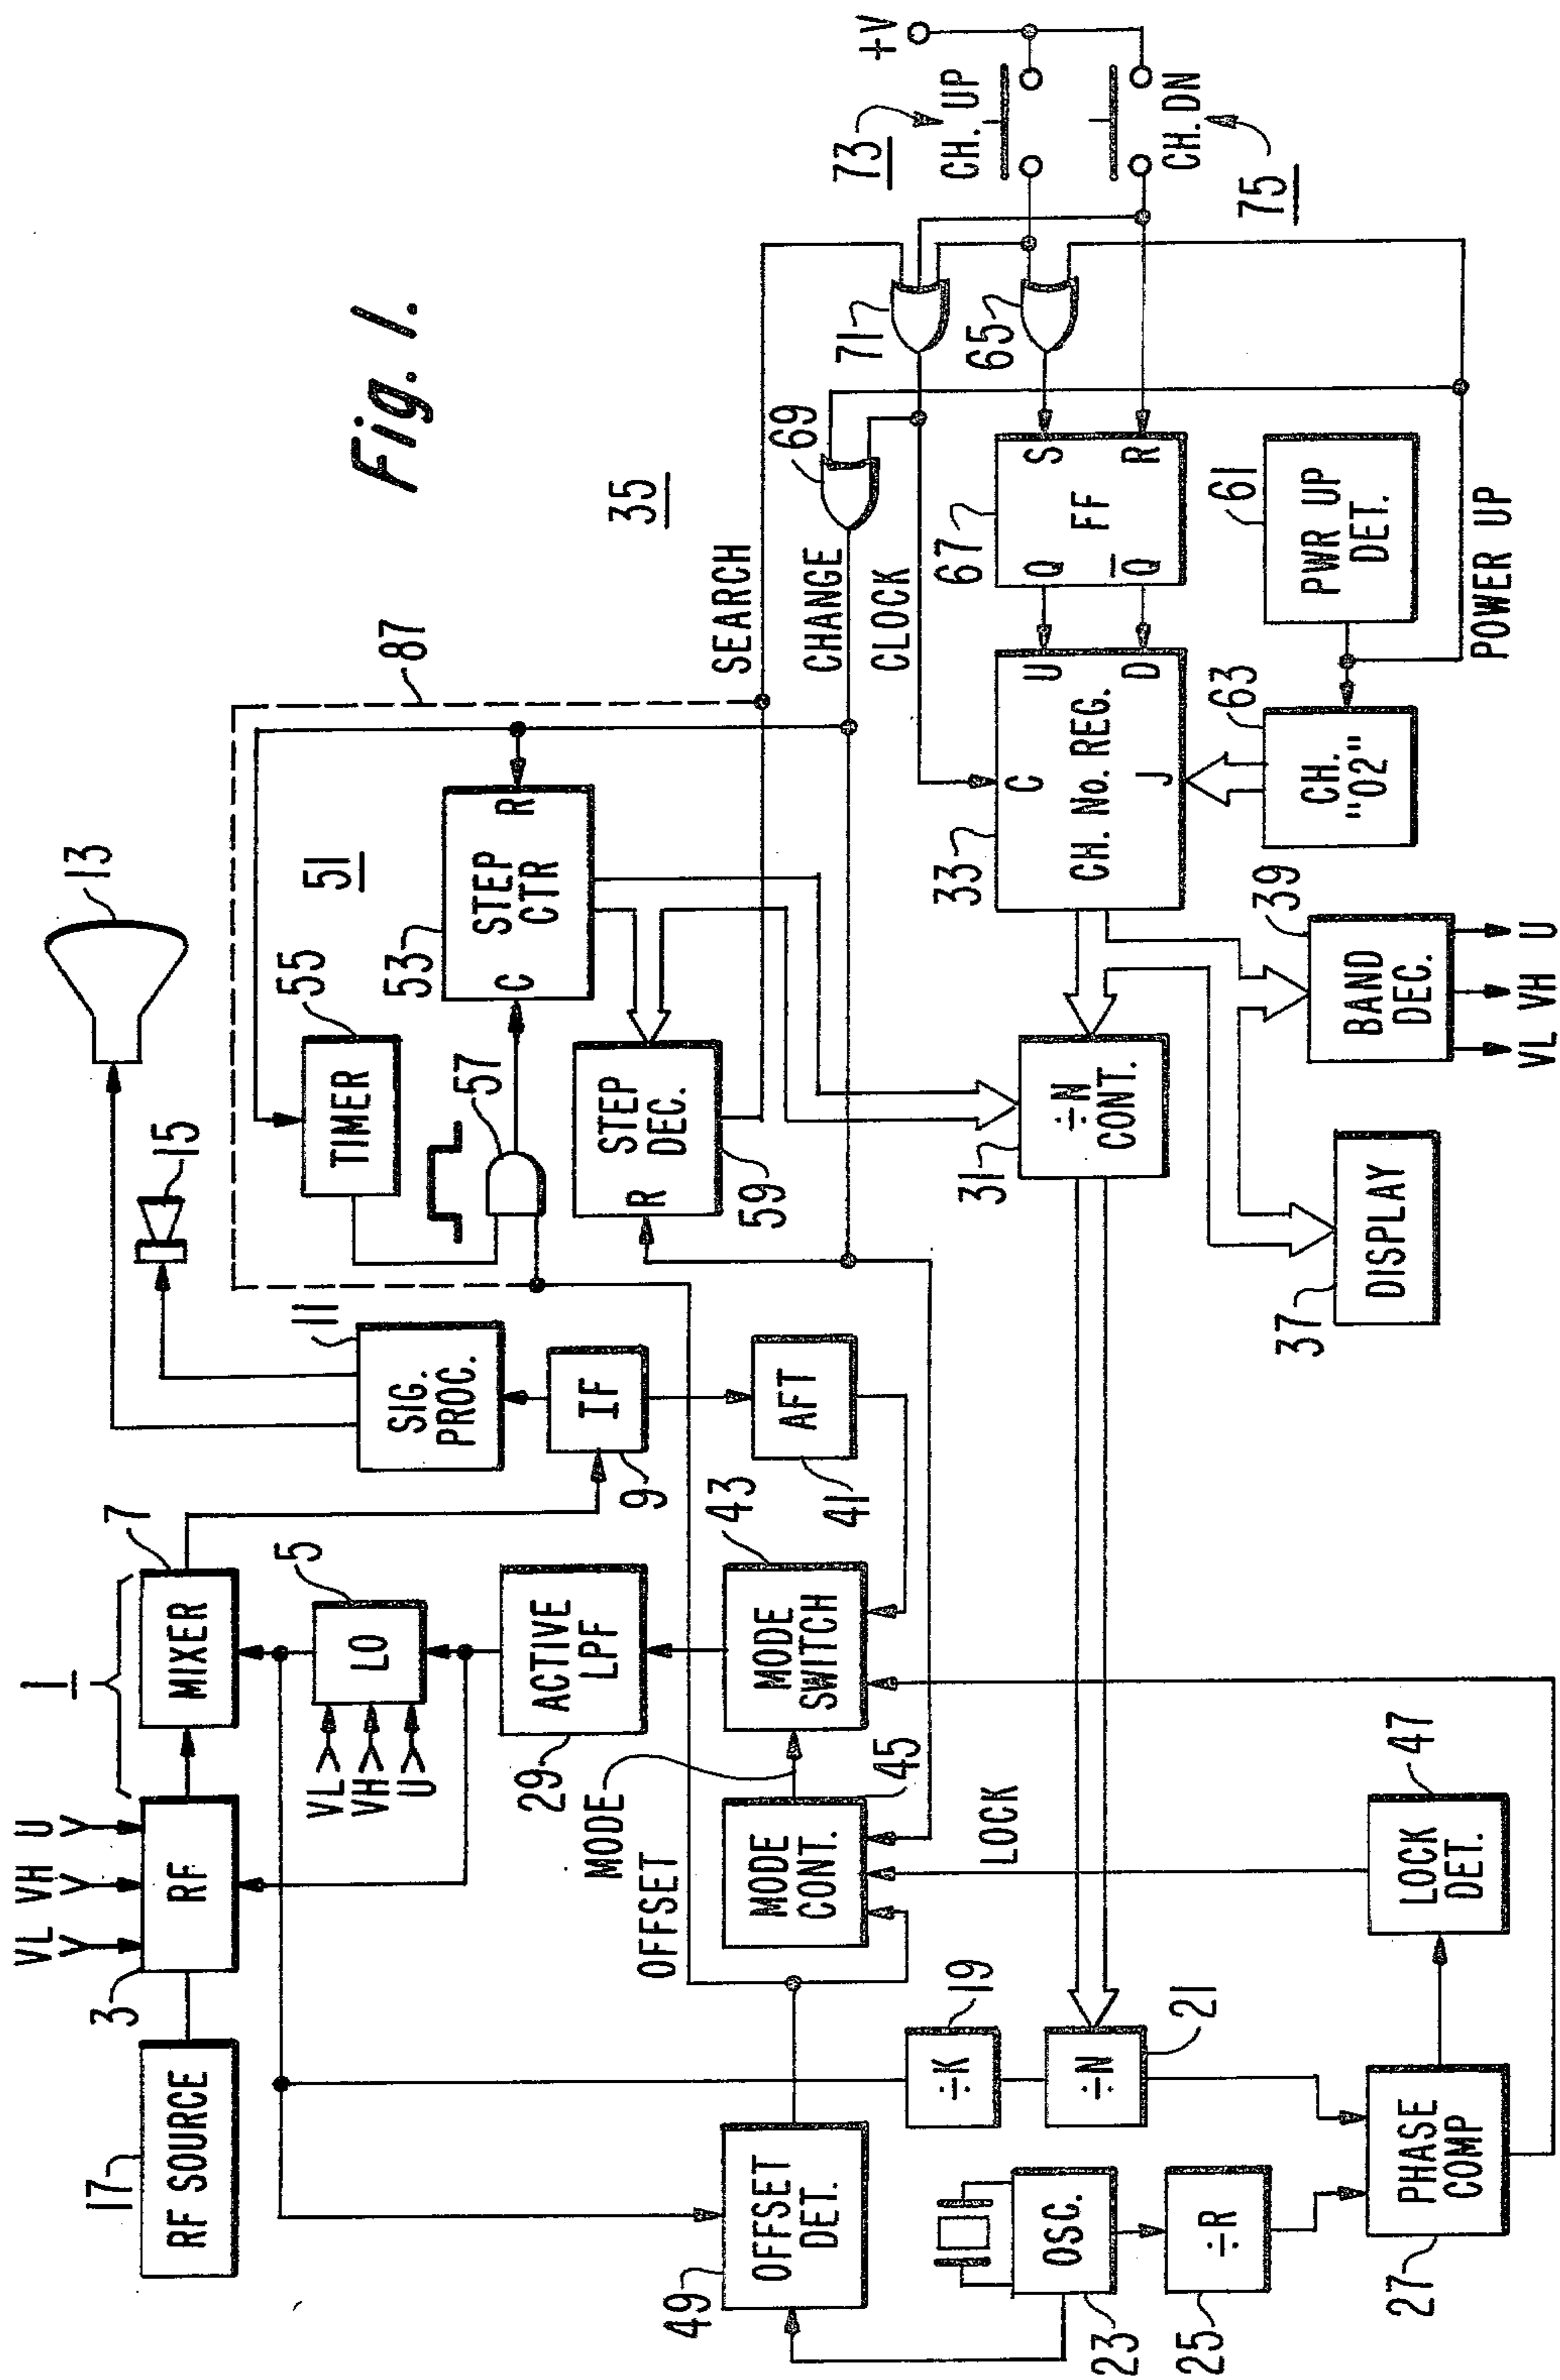 Fig. 1.
17
RF SOURCE
3
VL VH U
RF
1
7
MIXER
5
LO
VL
VH
U
13
15
11
SIG.
PROC.
9
IF
29
ACTIVE
LPF
41
AFT
43
MODE
SWITCH
MODE
45
MODE
CONT.
OFFSET
49
OFFSET
DET.
LOCK
47
LOCK
DET.
19
÷K
21
÷N
23
OSC.
25
÷R
27
PHASE
COMP
87
55
TIMER
51
57
53
STEP
CTR
C
R
59
STEP
DEC.
R
35
SEARCH
CHANGE
CLOCK
69
71
65
67
S
FF
R
Q
Q̅
33
C
U
CH. No. REG.
D
J
31
÷N
CONT.
37
DISPLAY
39
BAND
DEC.
VL VH U
63
CH.
"02"
61
PWR UP
DET.
POWER UP
73
CH. UP
+V
75
CH. DN